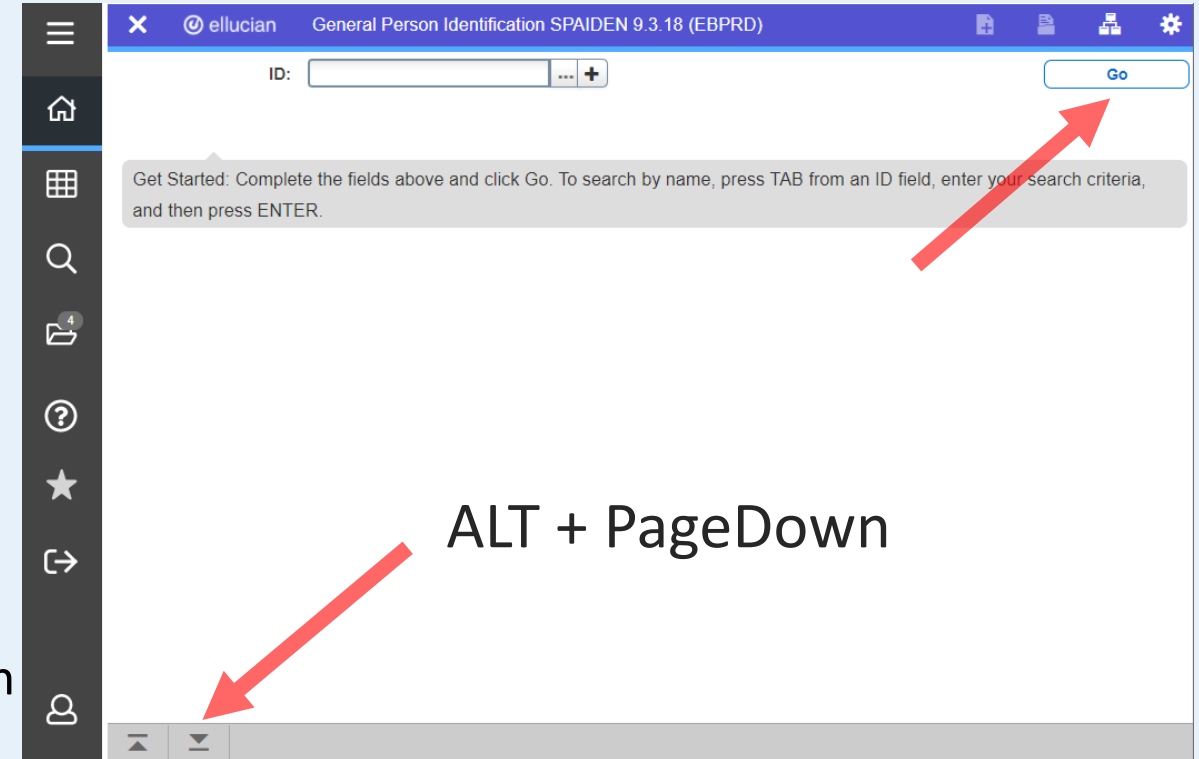 ellucian General Person Identification SPAIDEN 9.3.18 (EBPRD)
ID: ... Go
Get Started: Complete the fields above and click Go. To search by name, press TAB from an ID field, enter your search criteria,
and then press ENTER.
4
ALT + PageDown
n